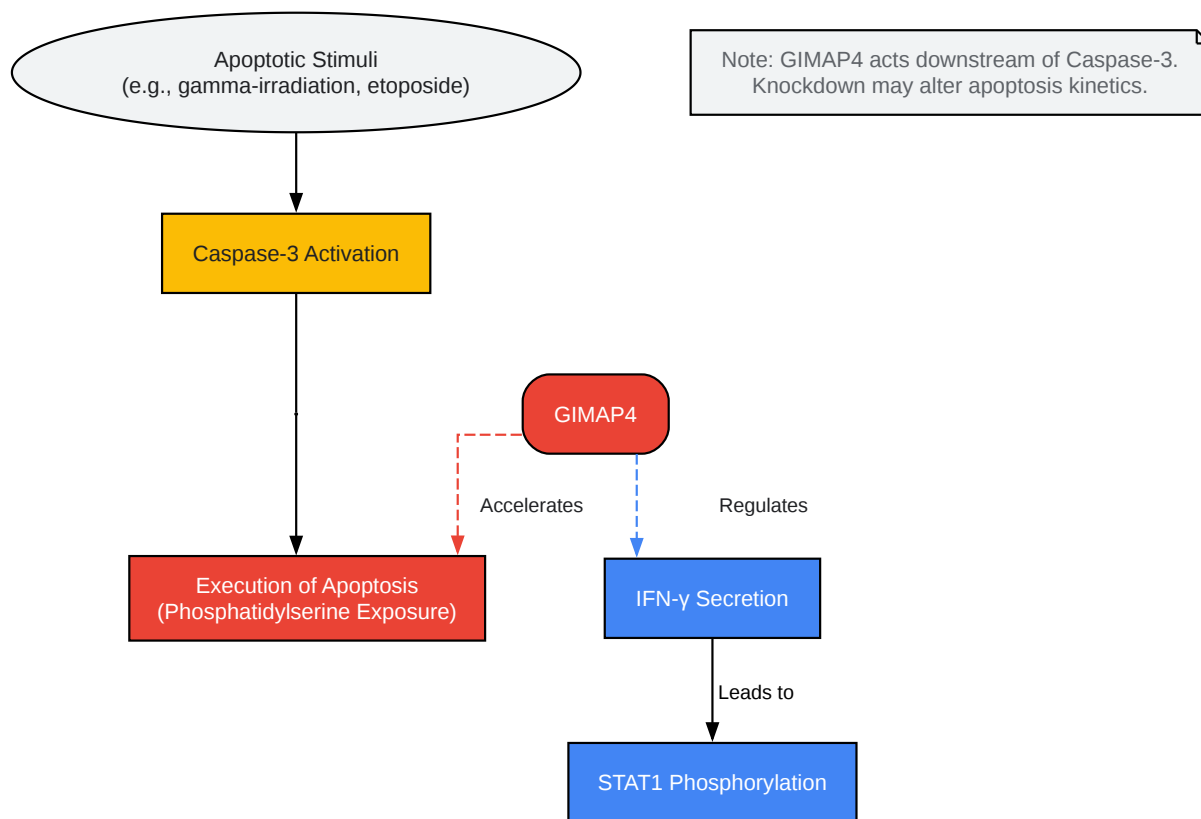 Apoptotic Stimuli
(e.g., gamma-irradiation, etoposide)
Note: GIMAP4 acts downstream of Caspase-3.
Knockdown may alter apoptosis kinetics.
Caspase-3 Activation
GIMAP4
Accelerates
Regulates
Execution of Apoptosis
(Phosphatidylserine Exposure)
IFN-γ Secretion
Leads to
STAT1 Phosphorylation